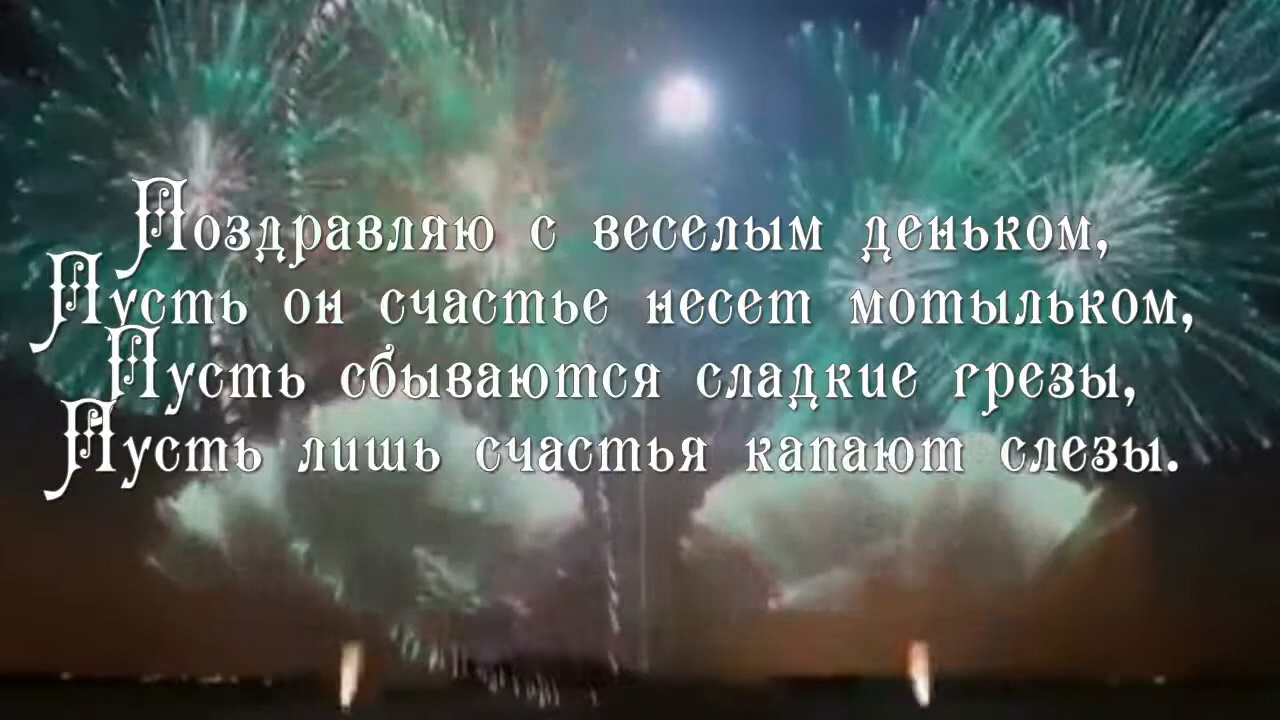 Поздравляю с веселым деньком,
Пусть он счастье несет мотыльком,
Пусть сбываются сладкие грезы,
Пусть лишь счастья капают слезы.